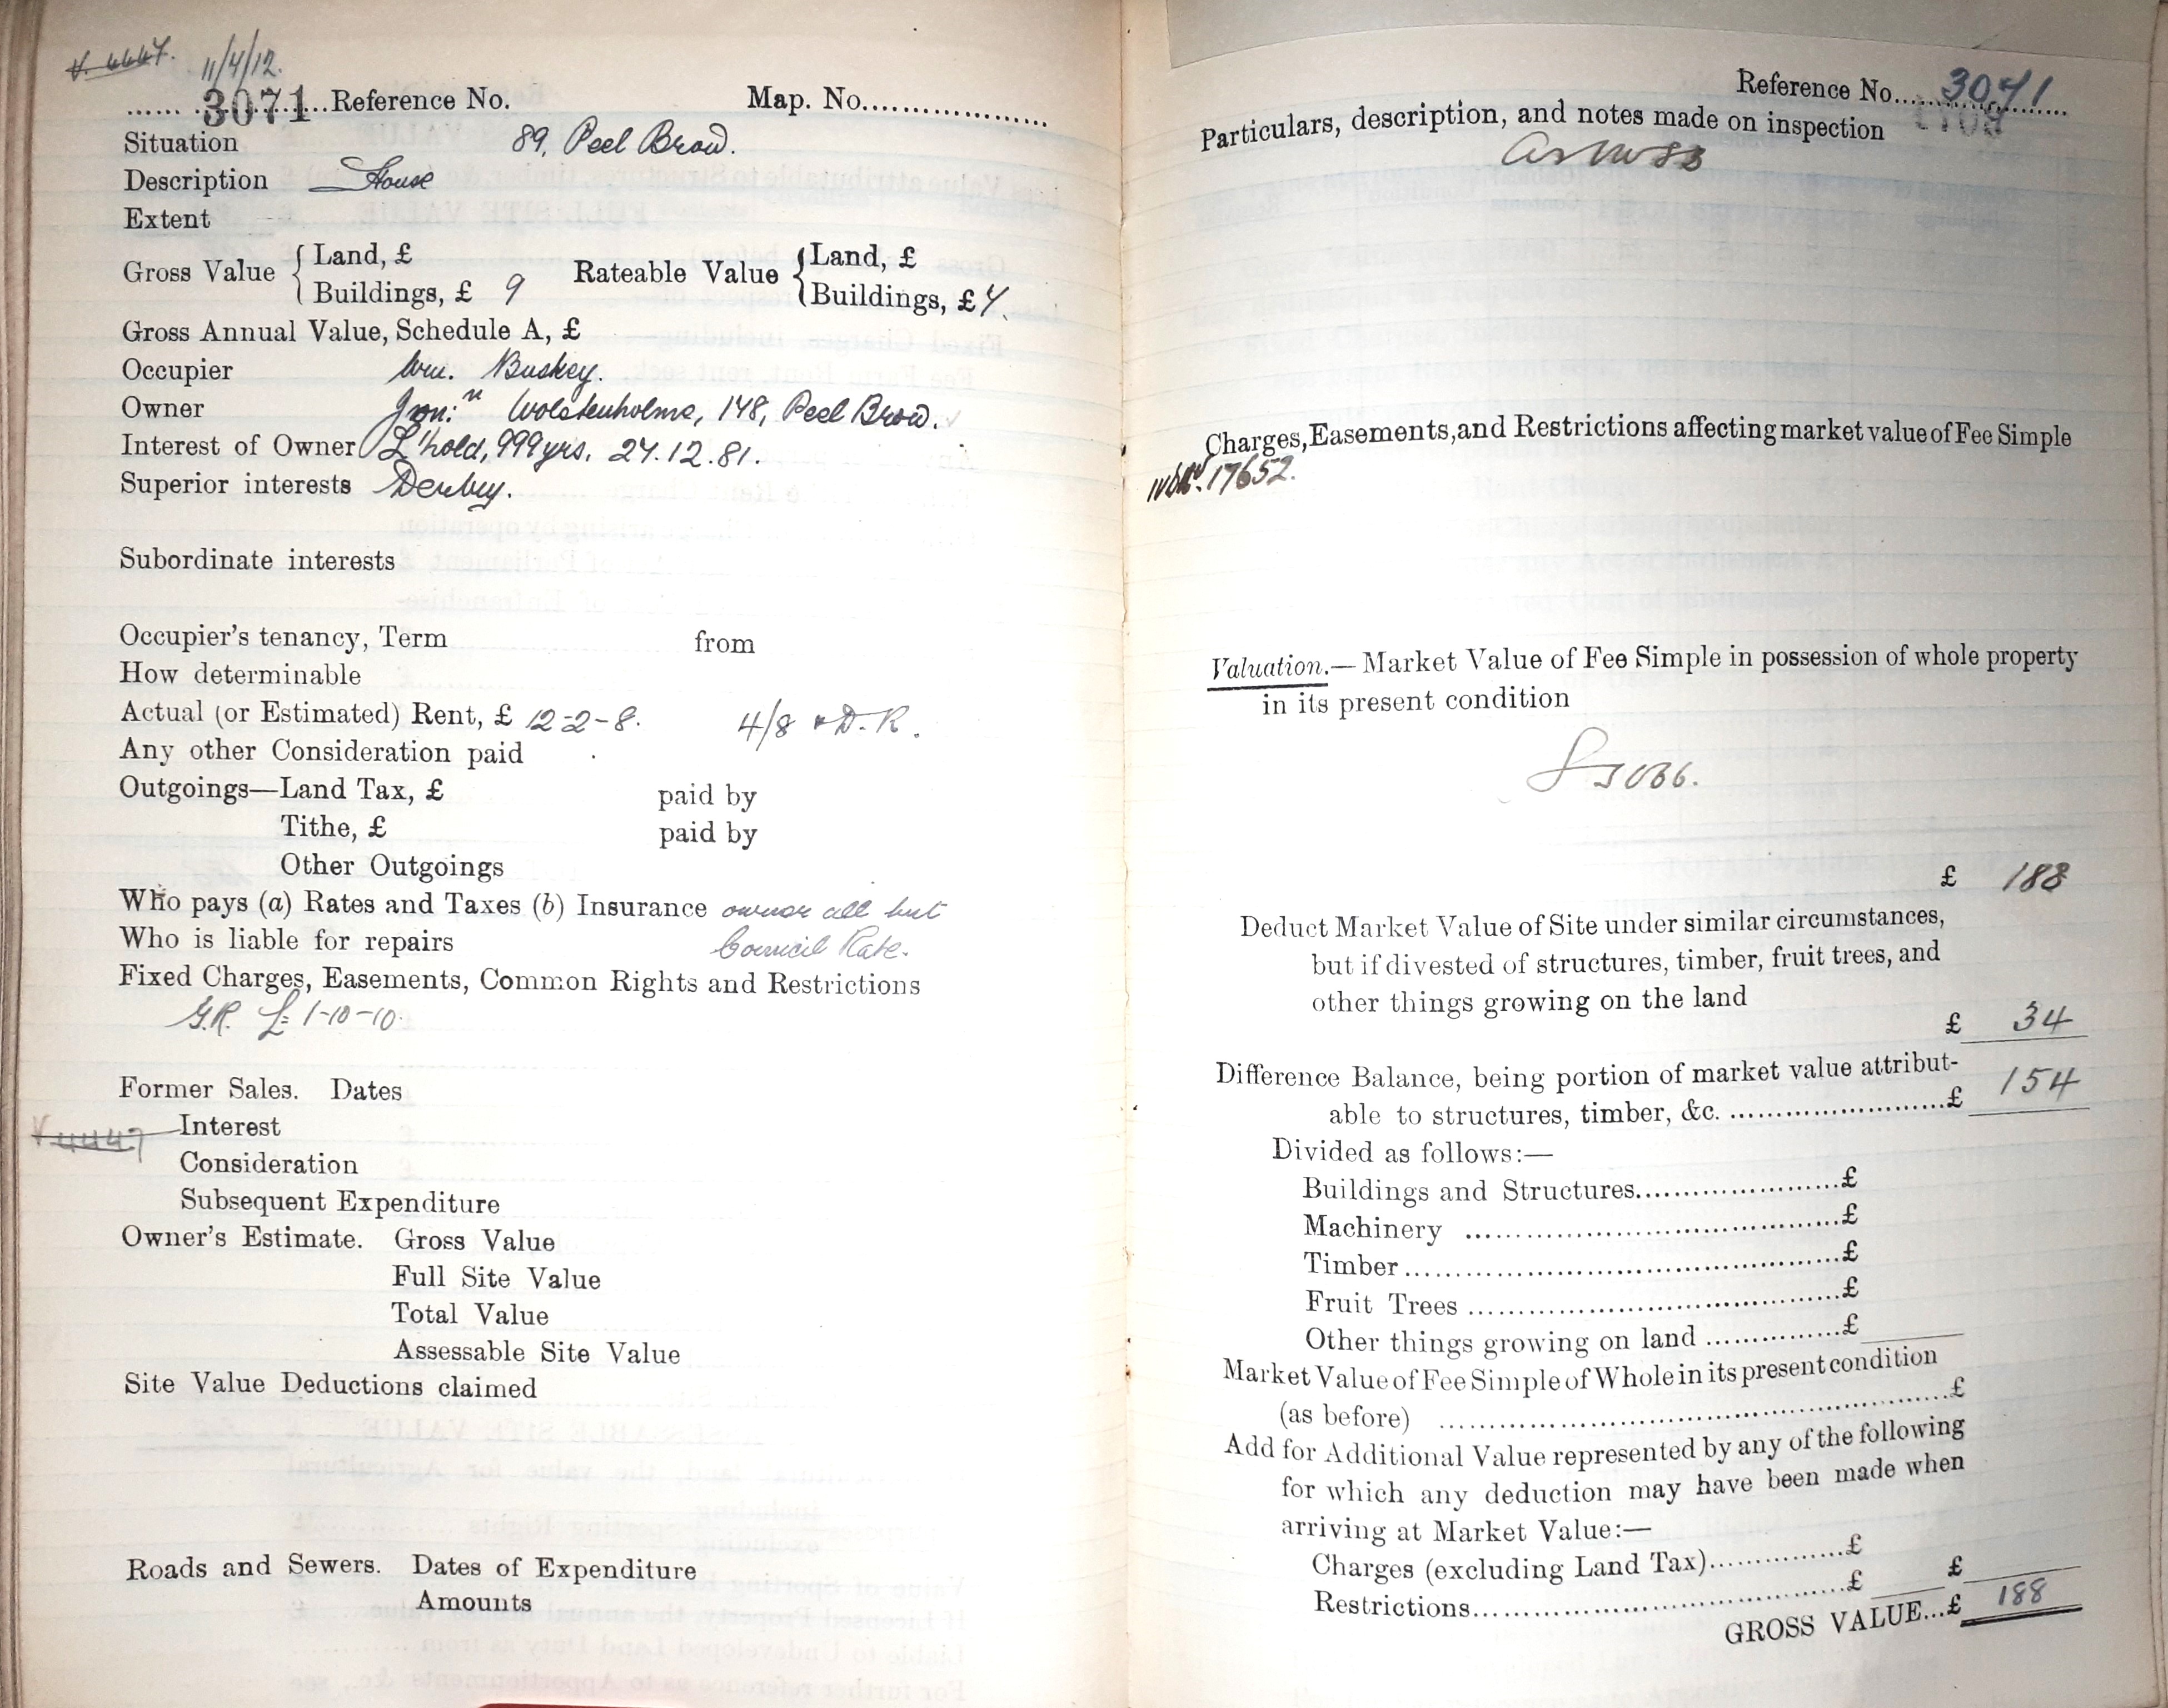 V. 4447. 11/4/12.
3071 Reference No. Map. No.
Situation 89, Peel Brow.
Description House
Extent
Gross Value { Land, £ Rateable Value { Land, £
Buildings, £ 9 Buildings, £
Gross Annual Value, Schedule A, £
Occupier Wm. Buskey.
Owner Wolstenholme, 148, Peel Brow.
Interest of Owner L'hold, 999 yrs. 24.12.81.
Superior interests Derby.
Subordinate interests
Occupier's tenancy, Term from
How determinable
Actual (or Estimated) Rent, £ 12-2-8. 4/8 D.R.
Any other Consideration paid
Outgoings—Land Tax, £ paid by
Tithe, £ paid by
Other Outgoings
Who pays (a) Rates and Taxes (b) Insurance owner all but
Who is liable for repairs Council Rate.
Fixed Charges, Easements, Common Rights and Restrictions
G.R. £ 1-10-10.
Former Sales. Dates
V 4447 Interest
Consideration
Subsequent Expenditure
Owner's Estimate. Gross Value
Full Site Value
Total Value
Assessable Site Value
Site Value Deductions claimed
Roads and Sewers. Dates of Expenditure
Amounts
Reference No. 3071
Particulars, description, and notes made on inspection
Charges, Easements, and Restrictions affecting market value of Fee Simple
17652.
Valuation.— Market Value of Fee Simple in possession of whole property
in its present condition
£ 188
Deduct Market Value of Site under similar circumstances,
but if divested of structures, timber, fruit trees, and
other things growing on the land
£ 34
Difference Balance, being portion of market value attribut-
able to structures, timber, &c. £ 154
Divided as follows:—
Buildings and Structures £
Machinery £
Timber £
Fruit Trees £
Other things growing on land £
Market Value of Fee Simple of Whole in its present condition
(as before) £
Add for Additional Value represented by any of the following
for which any deduction may have been made when
arriving at Market Value:—
Charges (excluding Land Tax) £
Restrictions £ £
GROSS VALUE...£ 188